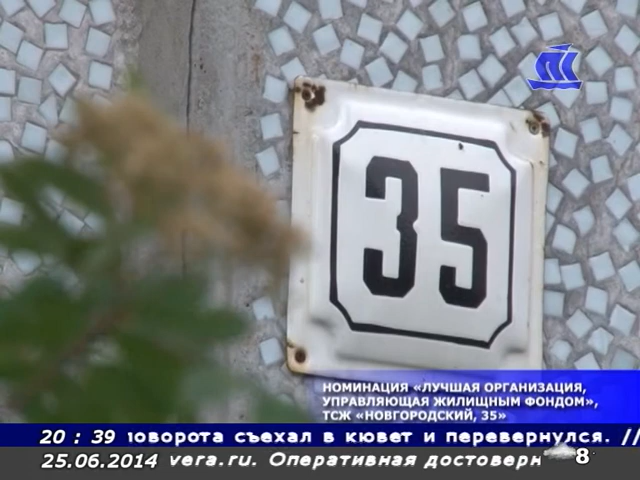 35
НОМИНАЦИЯ «ЛУЧШАЯ ОРГАНИЗАЦИЯ,
УПРАВЛЯЮЩАЯ ЖИЛИЩНЫМ ФОНДОМ»,
ТСЖ «НОВГОРОДСКИЙ, 35»
20 : 39 поворота съехал в кювет и перевернулся. //
25.06.2014 vera.ru. Оперативная достоверн 8